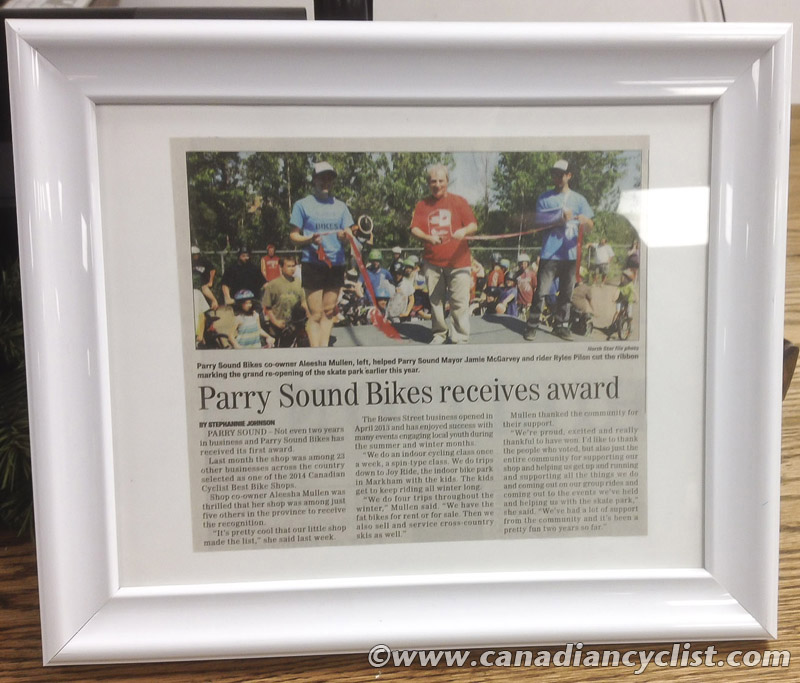 BIKES
North Star file photo
Parry Sound Bikes co-owner Aleesha Mullen, left, helped Parry Sound Mayor Jamie McGarvey and rider Rylee Pilon cut the ribbon
marking the grand re-opening of the skate park earlier this year.
Parry Sound Bikes receives award
BY STEPHANNIE JOHNSON
PARRY SOUND – Not even two years
in business and Parry Sound Bikes has
received its first award.
Last month the shop was among 23
other businesses across the country
selected as one of the 2014 Canadian
Cyclist Best Bike Shops.
Shop co-owner Aleesha Mullen was
thrilled that her shop was among just
five others in the province to receive
the recognition.
"It's pretty cool that our little shop
made the list," she said last week.
The Bowes Street business opened in
April 2013 and has enjoyed success with
many events engaging local youth during
the summer and winter months.
"We do an indoor cycling class once
a week, a spin-type class. We do trips
down to Joy Ride, the indoor bike park
in Markham with the kids. The kids
get to keep riding all winter long.
"We do four trips throughout the
winter," Mullen said. "We have the
fat bikes for rent or for sale. Then we
also sell and service cross-country
skis as well."
Mullen thanked the community for
their support.
"We're proud, excited and really
thankful to have won. I'd like to thank
the people who voted, but also just the
entire community for supporting our
shop and helping us get up and running
and supporting all the things we do
and coming out on our group rides and
coming out to the events we've held
and helping us with the skate park,"
she said. "We've had a lot of support
from the community and it's been a
pretty fun two years so far."
©www.canadiancyclist.com